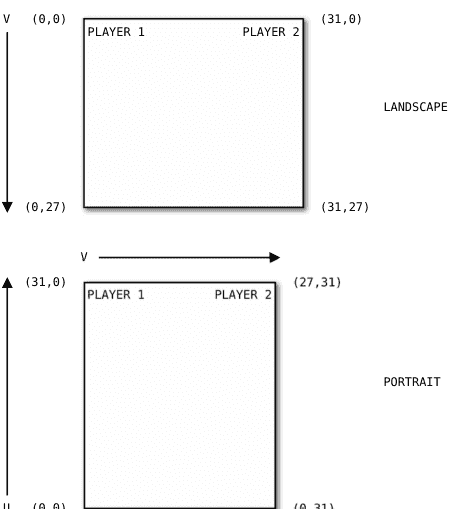 V (0,0) (31,0)
PLAYER 1 PLAYER 2
LANDSCAPE
(0,27) (31,27)
V
(31,0) (27,31)
PLAYER 1 PLAYER 2
PORTRAIT
(0,0) (0,31)